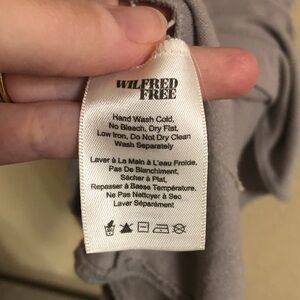 WILFRED
FREE
Hand Wash Cold,
No Bleach, Dry Flat,
Low Iron, Do Not Dry Clean
Wash Separately
Laver à La Main à L'eau Froide,
Pas De Blanchiment,
Sécher à Plat,
Repasser à Basse Température,
Ne Pas Nettoyer à Sec
Laver Séparément